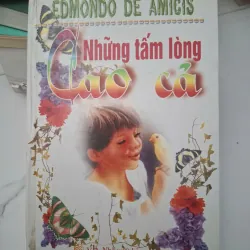 EDMONDO DE AMICIS
Những tấm lòng
Cao cả